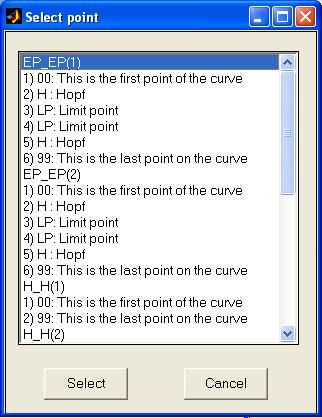 Select point
EP_EP(1)
1) 00: This is the first point of the curve
2) H : Hopf
3) LP: Limit point
4) LP: Limit point
5) H : Hopf
6) 99: This is the last point on the curve
EP_EP(2)
1) 00: This is the first point of the curve
2) H : Hopf
3) LP: Limit point
4) LP: Limit point
5) H : Hopf
6) 99: This is the last point on the curve
H_H(1)
1) 00: This is the first point of the curve
2) 99: This is the last point on the curve
H_H(2)
Select
Cancel